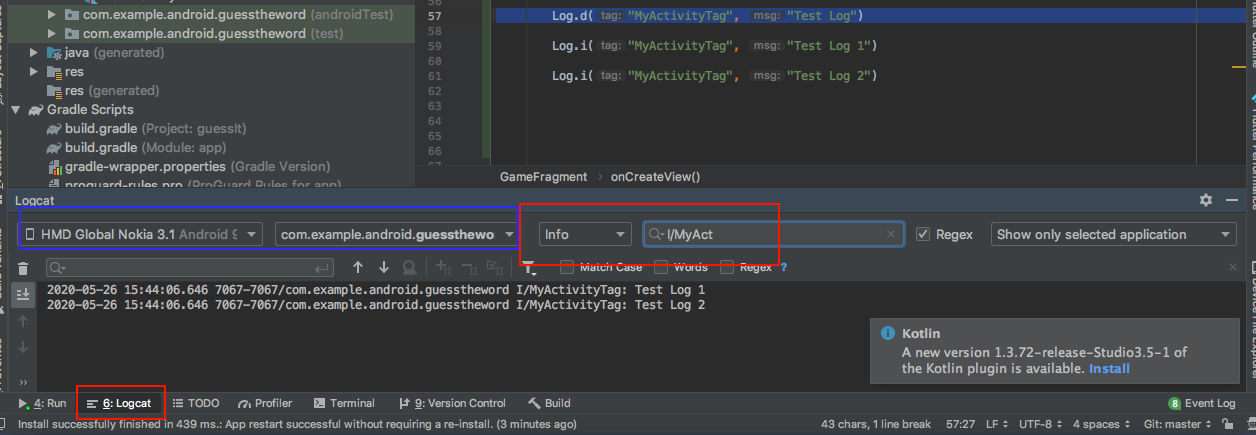 com.example.android.guesstheword (androidTest)
com.example.android.guesstheword (test)
java (generated)
res
res (generated)
Gradle Scripts
build.gradle (Project: guessIt)
build.gradle (Module: app)
gradle-wrapper.properties (Gradle Version)
proguard-rules.pro (ProGuard Rules for app)
57 Log.d( tag: "MyActivityTag", msg: "Test Log")
58
59 Log.i( tag: "MyActivityTag", msg: "Test Log 1")
60
61 Log.i( tag: "MyActivityTag", msg: "Test Log 2")
62
63
64
65
66
GameFragment › onCreateView()
Logcat
HMD Global Nokia 3.1 Android 9 com.example.android.guessthewo Info I/MyAct Regex Show only selected application
Match Case Words Regex ?
2020-05-26 15:44:06.646 7067-7067/com.example.android.guesstheword I/MyActivityTag: Test Log 1
2020-05-26 15:44:06.646 7067-7067/com.example.android.guesstheword I/MyActivityTag: Test Log 2
Kotlin
A new version 1.3.72-release-Studio3.5-1 of
the Kotlin plugin is available. Install
4: Run 6: Logcat TODO Profiler Terminal 9: Version Control Build 8 Event Log
Install successfully finished in 439 ms.: App restart successful without requiring a re-install. (3 minutes ago) 43 chars, 1 line break 57:27 LF UTF-8 4 spaces Git: master